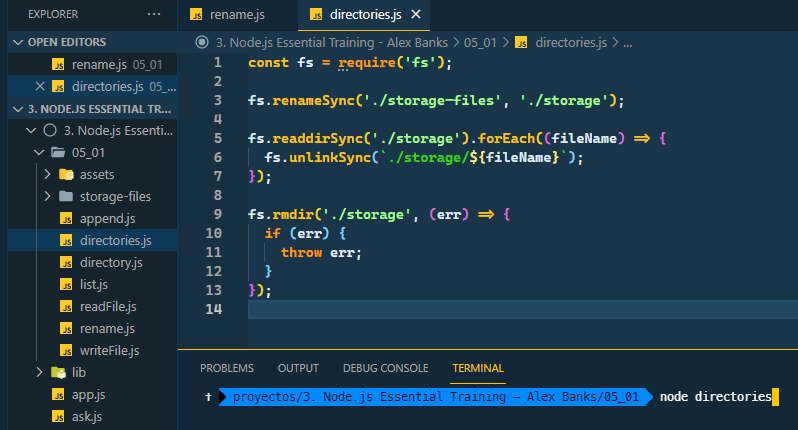 EXPLORER ···
OPEN EDITORS
JS rename.js 05_01
JS directories.js 05_...
3. NODE.JS ESSENTIAL TR...
3. Node.js Essenti...
05_01
assets
storage-files
JS append.js
JS directories.js
JS directory.js
JS list.js
JS readFile.js
JS rename.js
JS writeFile.js
lib
JS app.js
JS ask.js
JS rename.js
JS directories.js
3. Node.js Essential Training - Alex Banks > 05_01 > JS directories.js > ...
1 const fs = require('fs');
2
3 fs.renameSync('./storage-files', './storage');
4
5 fs.readdirSync('./storage').forEach((fileName) => {
6 fs.unlinkSync(`./storage/${fileName}`);
7 });
8
9 fs.rmdir('./storage', (err) => {
10 if (err) {
11 throw err;
12 }
13 });
14
PROBLEMS OUTPUT DEBUG CONSOLE TERMINAL
proyectos/3. Node.js Essential Training – Alex Banks/05_01 node directories